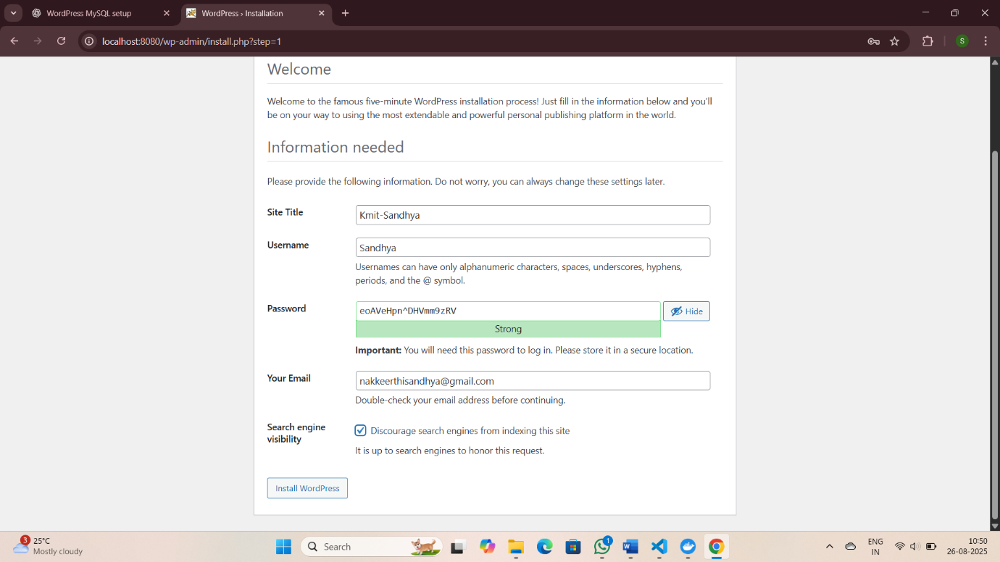 WordPress MySQL setup
WordPress › Installation
localhost:8080/wp-admin/install.php?step=1
S
Welcome
Welcome to the famous five-minute WordPress installation process! Just fill in the information below and you’ll
be on your way to using the most extendable and powerful personal publishing platform in the world.
Information needed
Please provide the following information. Do not worry, you can always change these settings later.
Site Title
Kmit-Sandhya
Username
Sandhya
Usernames can have only alphanumeric characters, spaces, underscores, hyphens,
periods, and the @ symbol.
Password
eoAVeHpn^DHVmm9zRV
Hide
Strong
Important: You will need this password to log in. Please store it in a secure location.
Your Email
nakkeerthisandhya@gmail.com
Double-check your email address before continuing.
Search engine
visibility
Discourage search engines from indexing this site
It is up to search engines to honor this request.
Install WordPress
3
25°C
Mostly cloudy
Search
1
ENG
IN
10:50
26-08-2025